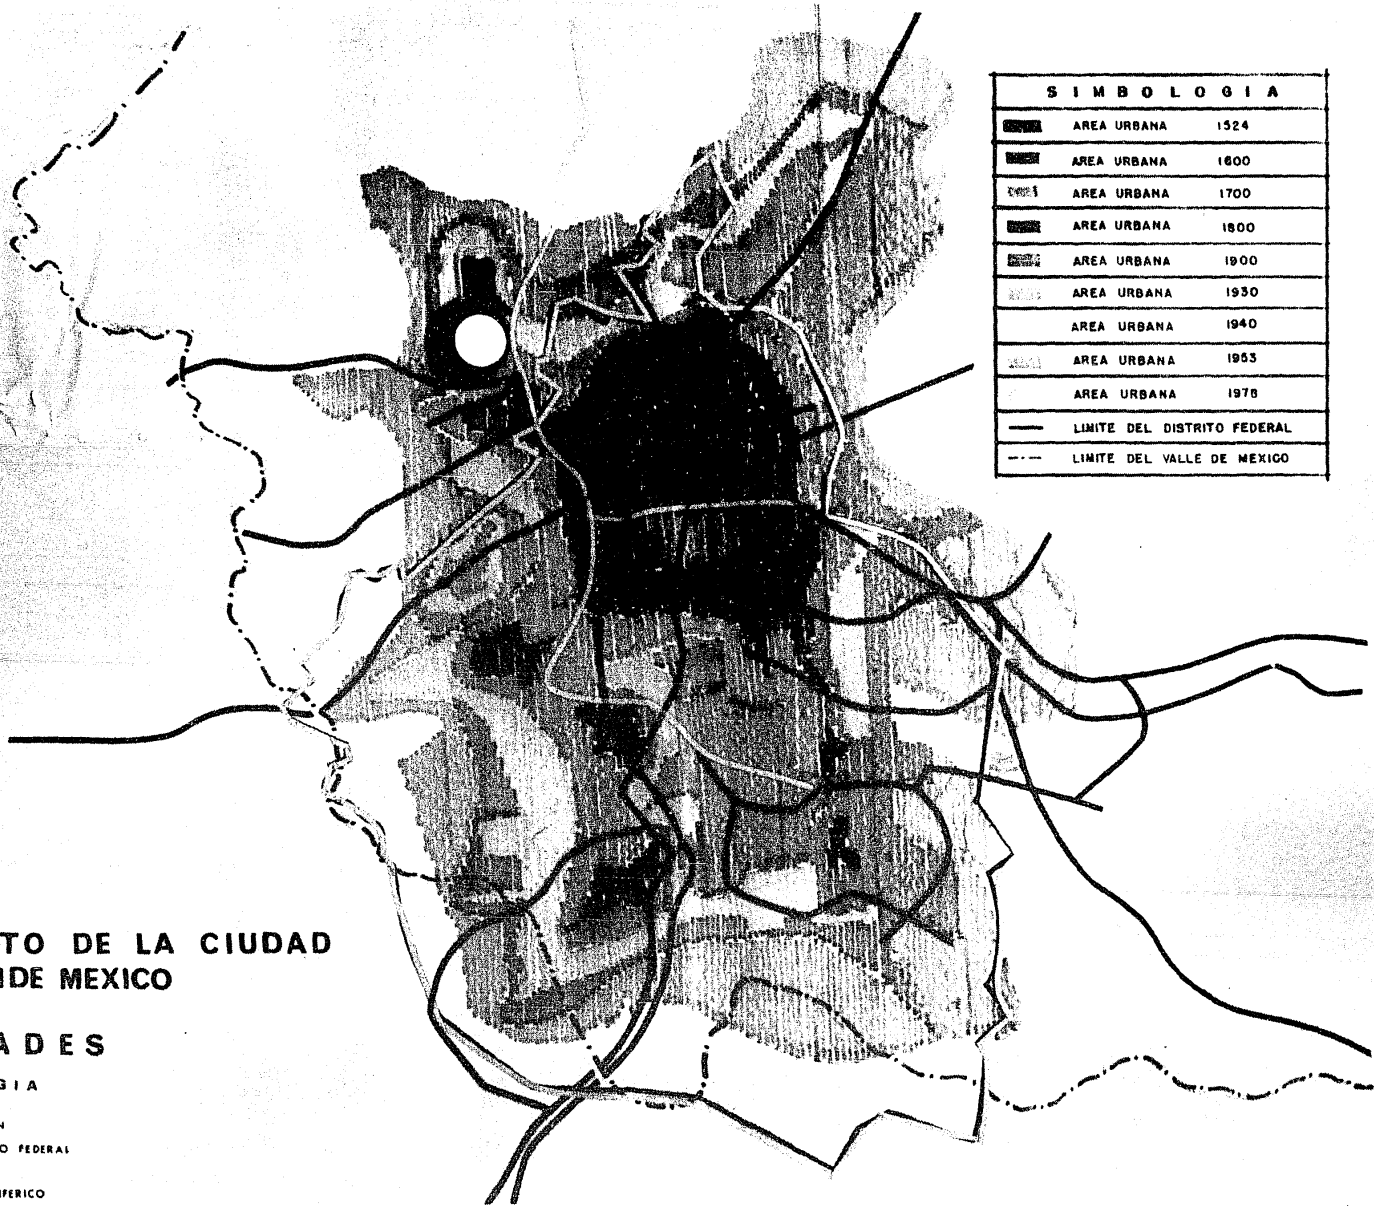 SIMBOLOGIA
AREA URBANA 1524
AREA URBANA 1600
AREA URBANA 1700
AREA URBANA 1800
AREA URBANA 1900
AREA URBANA 1930
AREA URBANA 1940
AREA URBANA 1953
AREA URBANA 1978
LIMITE DEL DISTRITO FEDERAL
LIMITE DEL VALLE DE MEXICO
TO DE LA CIUDAD
DE MEXICO
ADES
GIA
N
O FEDERAL
IFERICO